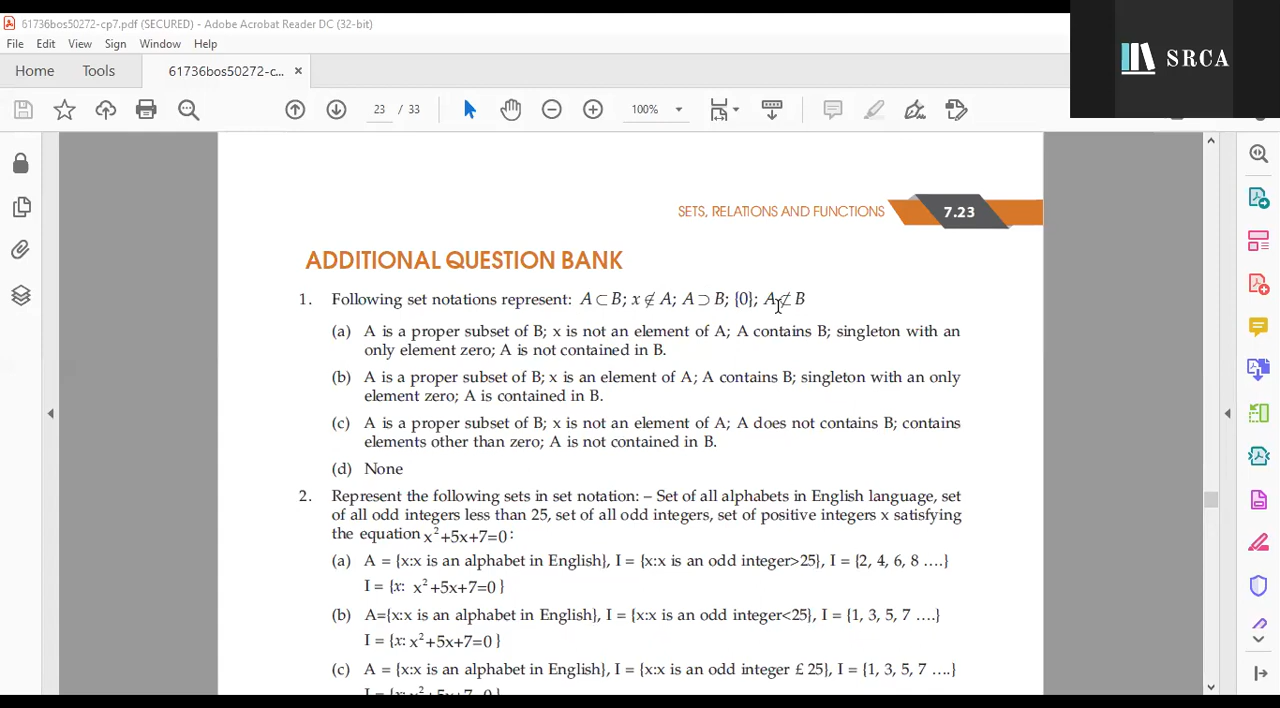 61736bos50272-cp7.pdf (SECURED) - Adobe Acrobat Reader DC (32-bit)
File Edit View Sign Window Help
Home Tools 61736bos50272-c... ×
SRCA
23 / 33 100%
SETS, RELATIONS AND FUNCTIONS 7.23
ADDITIONAL QUESTION BANK
1. Following set notations represent: A ⊂ B; x ∉ A; A ⊃ B; {0}; A ⊄ B
(a) A is a proper subset of B; x is not an element of A; A contains B; singleton with an
only element zero; A is not contained in B.
(b) A is a proper subset of B; x is an element of A; A contains B; singleton with an only
element zero; A is contained in B.
(c) A is a proper subset of B; x is not an element of A; A does not contains B; contains
elements other than zero; A is not contained in B.
(d) None
2. Represent the following sets in set notation: – Set of all alphabets in English language, set
of all odd integers less than 25, set of all odd integers, set of positive integers x satisfying
the equation x²+5x+7=0 :
(a) A = {x:x is an alphabet in English}, I = {x:x is an odd integer>25}, I = {2, 4, 6, 8 ….}
I = {x: x²+5x+7=0 }
(b) A={x:x is an alphabet in English}, I = {x:x is an odd integer<25}, I = {1, 3, 5, 7 ….}
I = {x: x²+5x+7=0 }
(c) A = {x:x is an alphabet in English}, I = {x:x is an odd integer £ 25}, I = {1, 3, 5, 7 ….}
I = {x: x²+5x+7=0 }